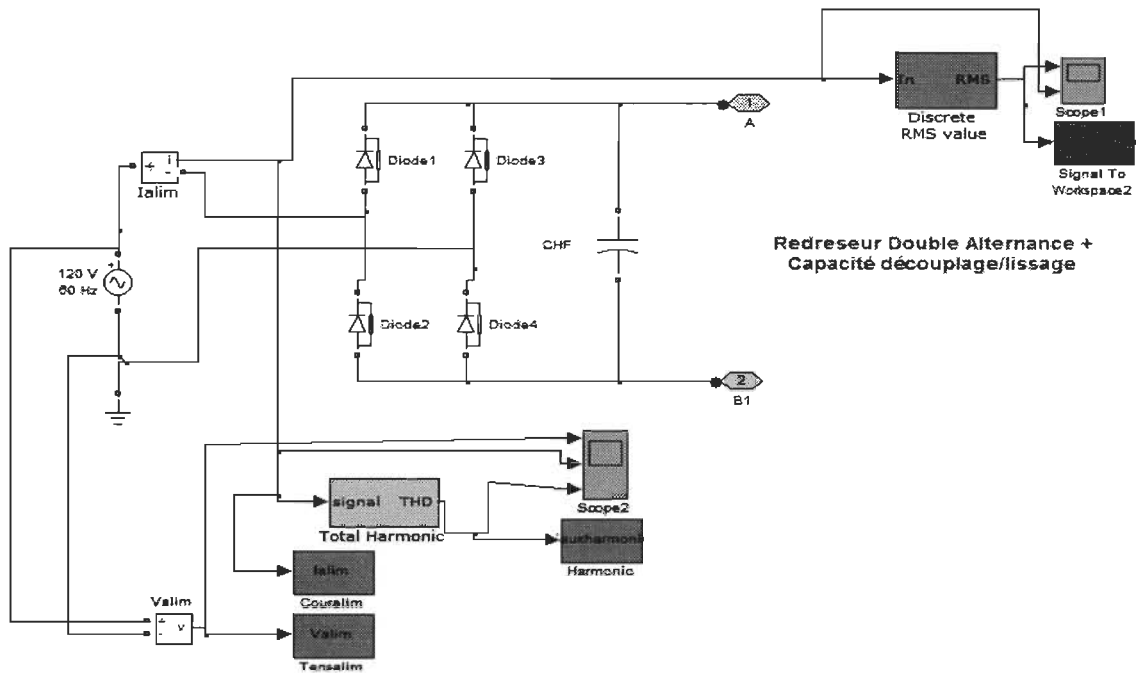 1
A
In RMS
Discrete
RMS value
Scope1
Signal To
Workspace2
Diode1
Diode3
i
+
-
Ialim
CHF
Redreseur Double Alternance +
Capacité découplage/lissage
+
120 V
60 Hz
Diode2
Diode4
2
B1
signal THD
Total Harmonic
Scope2
auxharmoni
Harmonic
Ialim
Couralim
Valim
+
-
v
Valim
Tensalim